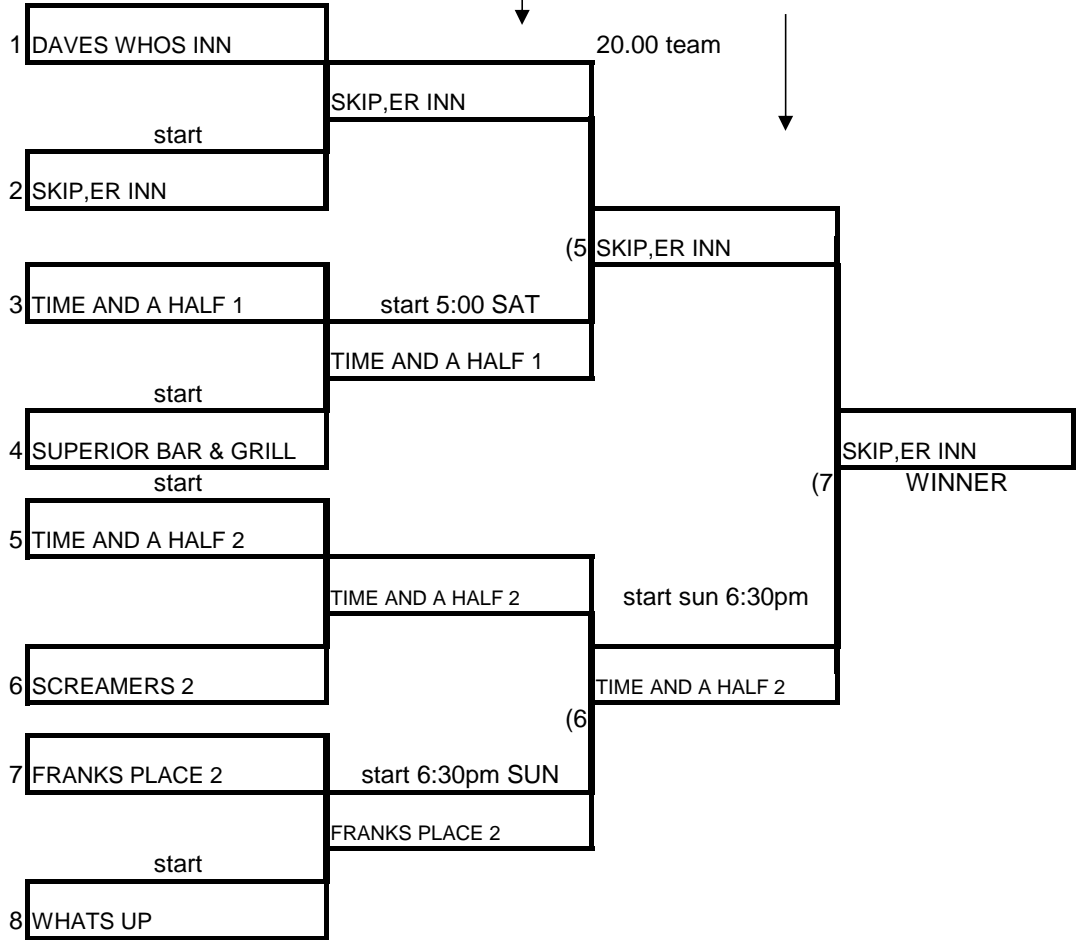 1 DAVES WHOS INN
20.00 team
SKIP,ER INN
start
2 SKIP,ER INN
(5 SKIP,ER INN
3 TIME AND A HALF 1
start 5:00 SAT
TIME AND A HALF 1
start
4 SUPERIOR BAR & GRILL
SKIP,ER INN
start
(7
WINNER
5 TIME AND A HALF 2
TIME AND A HALF 2
start sun 6:30pm
6 SCREAMERS 2
TIME AND A HALF 2
(6
7 FRANKS PLACE 2
start 6:30pm SUN
FRANKS PLACE 2
start
8 WHATS UP